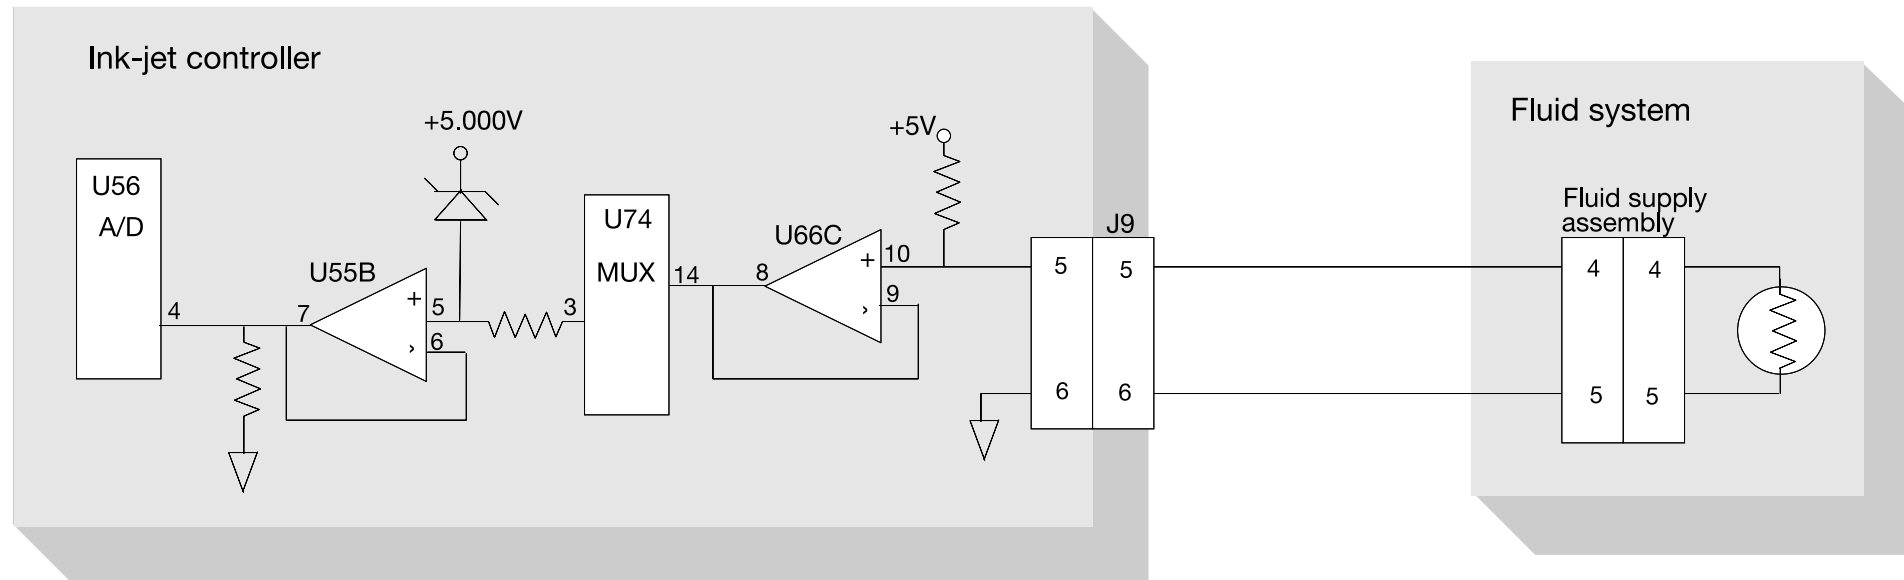 Ink-jet controller
Fluid system
+5.000V
+5V
U56
A/D
U74
MUX
Fluid supply
assembly
J9
U66C
U55B
+
10
8
14
9
›
5
5
4
4
+
5
3
7
4
6
›
6
6
5
5